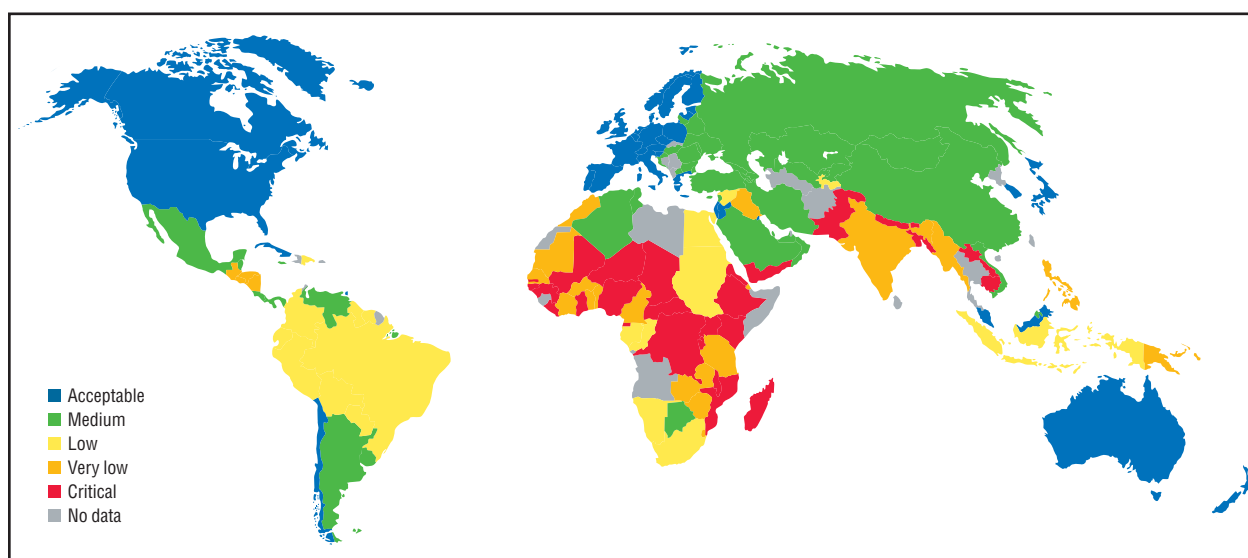 Acceptable
Medium
Low
Very low
Critical
No data